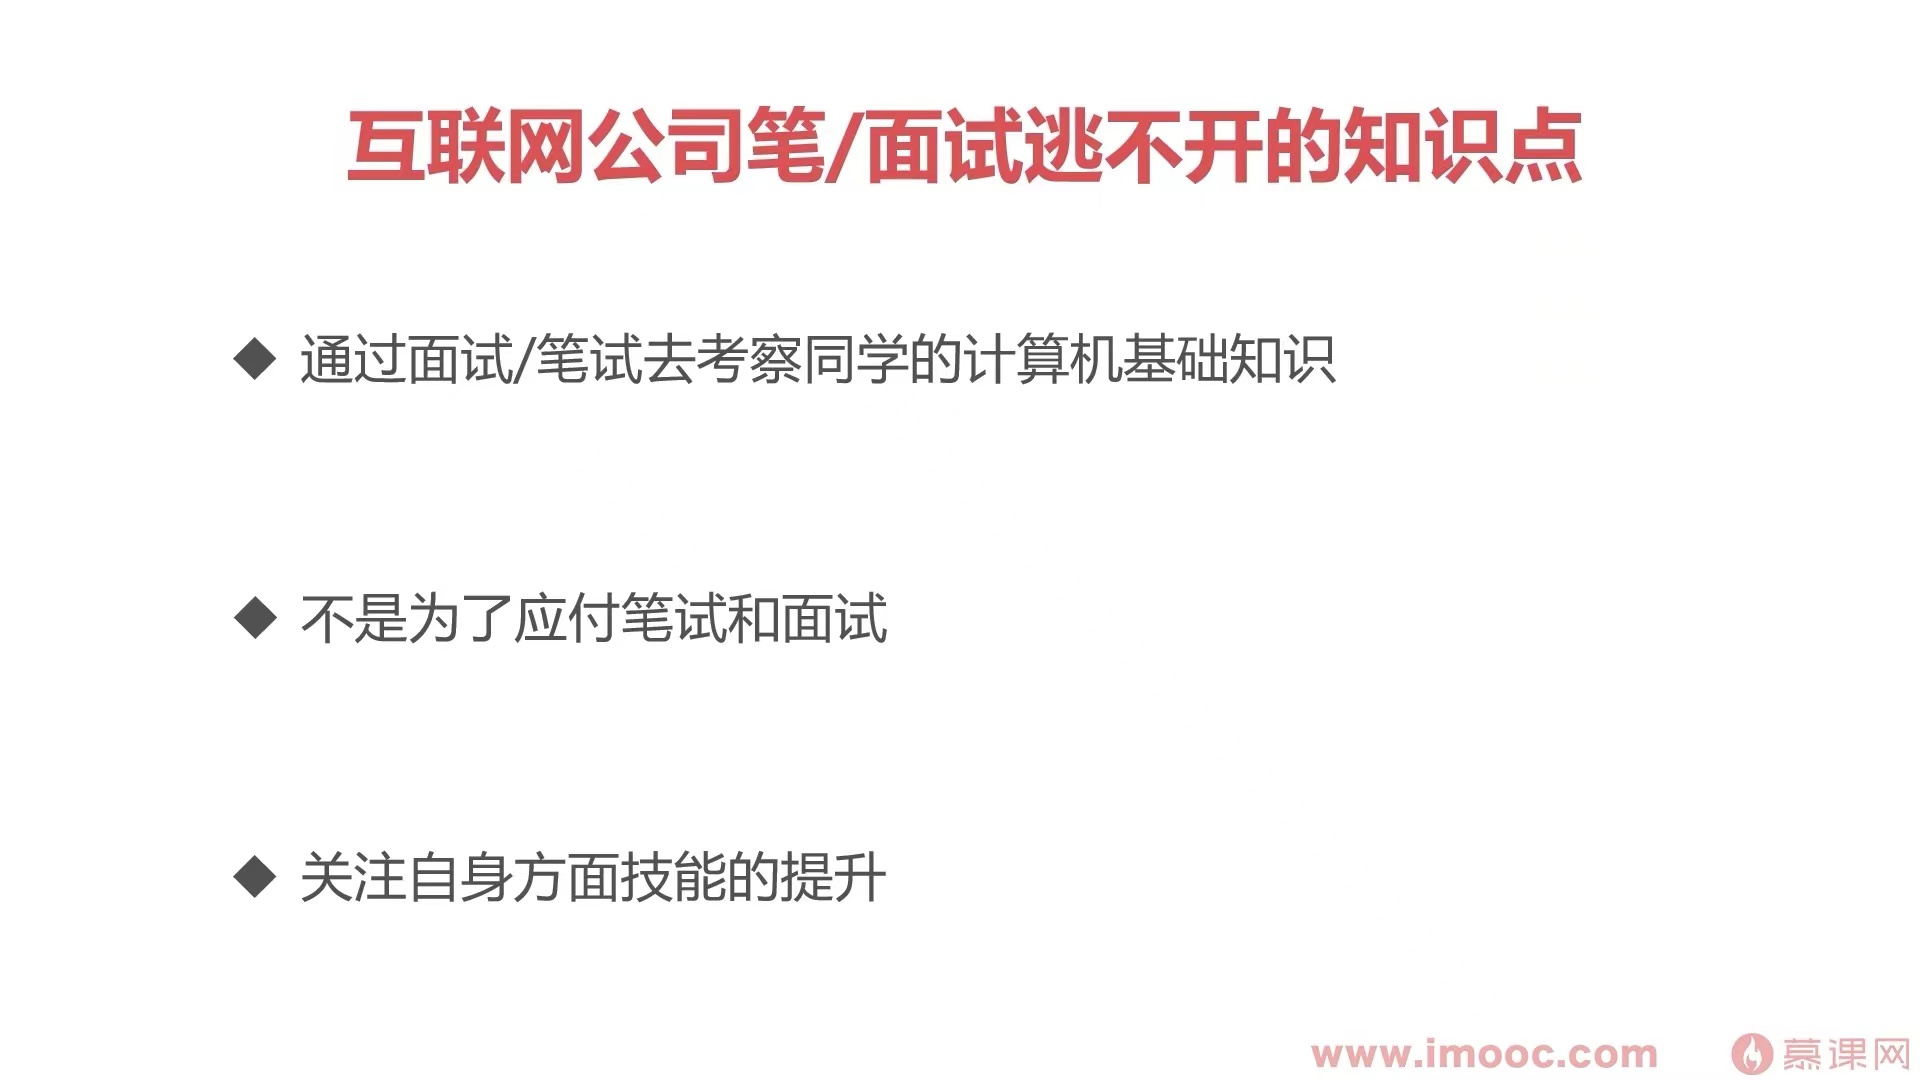 互联网公司笔/面试逃不开的知识点
◆ 通过面试/笔试去考察同学的计算机基础知识
◆ 不是为了应付笔试和面试
◆ 关注自身方面技能的提升
www.imooc.com 慕课网